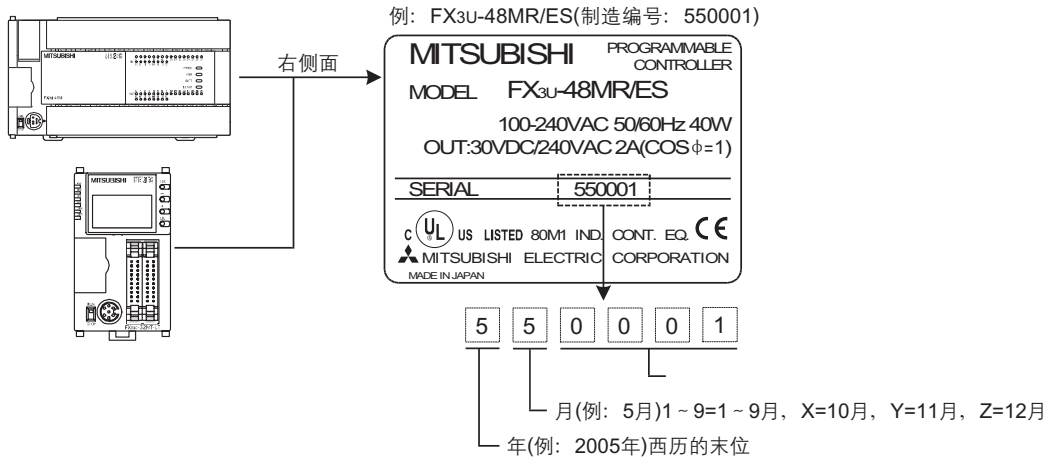 例: FX3U-48MR/ES(制造编号: 550001)
右侧面
MITSUBISHI
MITSUBISHI
MITSUBISHI
PROGRAMMABLE
CONTROLLER
MODEL FX3U-48MR/ES
100-240VAC 50/60Hz 40W
OUT:30VDC/240VAC 2A(COSφ=1)
SERIAL 550001
C UL US LISTED 80M1 IND. CONT. EQ. CE
MITSUBISHI ELECTRIC CORPORATION
MADE IN JAPAN
5 5 0 0 0 1
月(例: 5月)1~9=1~9月, X=10月, Y=11月, Z=12月
年(例: 2005年)西历的末位